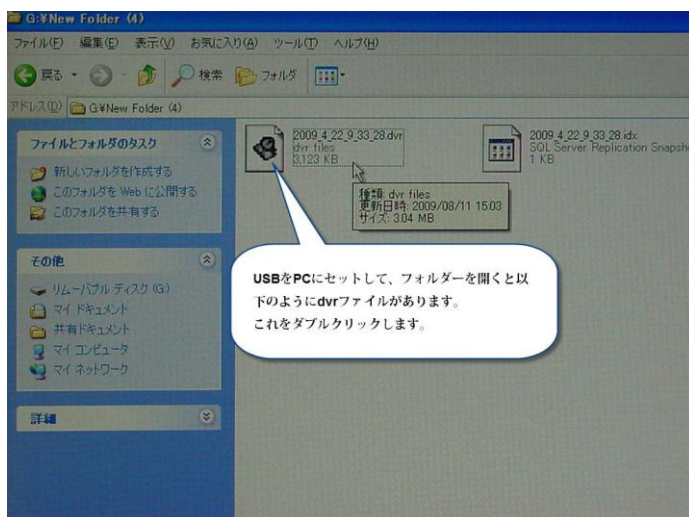 G:¥New Folder (4)
ファイル(F) 編集(E) 表示(V) お気に入り(A) ツール(T) ヘルプ(H)
戻る 検索 フォルダ
アドレス(D) G:¥New Folder (4)
ファイルとフォルダのタスク
新しいフォルダを作成する
このフォルダを Web に公開する
このフォルダを共有する
その他
リムーバブル ディスク (G:)
マイ ドキュメント
共有ドキュメント
マイ コンピュータ
マイ ネットワーク
詳細
2009_4_22_9_33_28.dvr
dvr files
3,123 KB
2009_4_22_9_33_28.idx
SQL Server Replication Snapsh
1 KB
種類: dvr files
更新日時: 2009/08/11 15:03
サイズ: 3.04 MB
USBをPCにセットして、フォルダーを開くと以
下のようにdvrファイルがあります。
これをダブルクリックします。